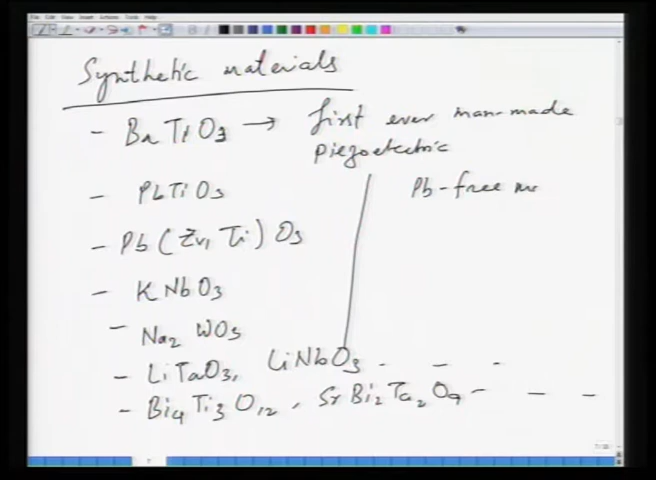 Synthetic materials
- BaTiO3 → first ever man-made
piezoelectric
- PbTiO3
Pb-free m
- Pb(Zr, Ti)O3
- KNbO3
- Na2WO3
- LiTaO3, LiNbO3 - - -
- Bi4Ti3O12, SrBi2Ta2O9 - - -